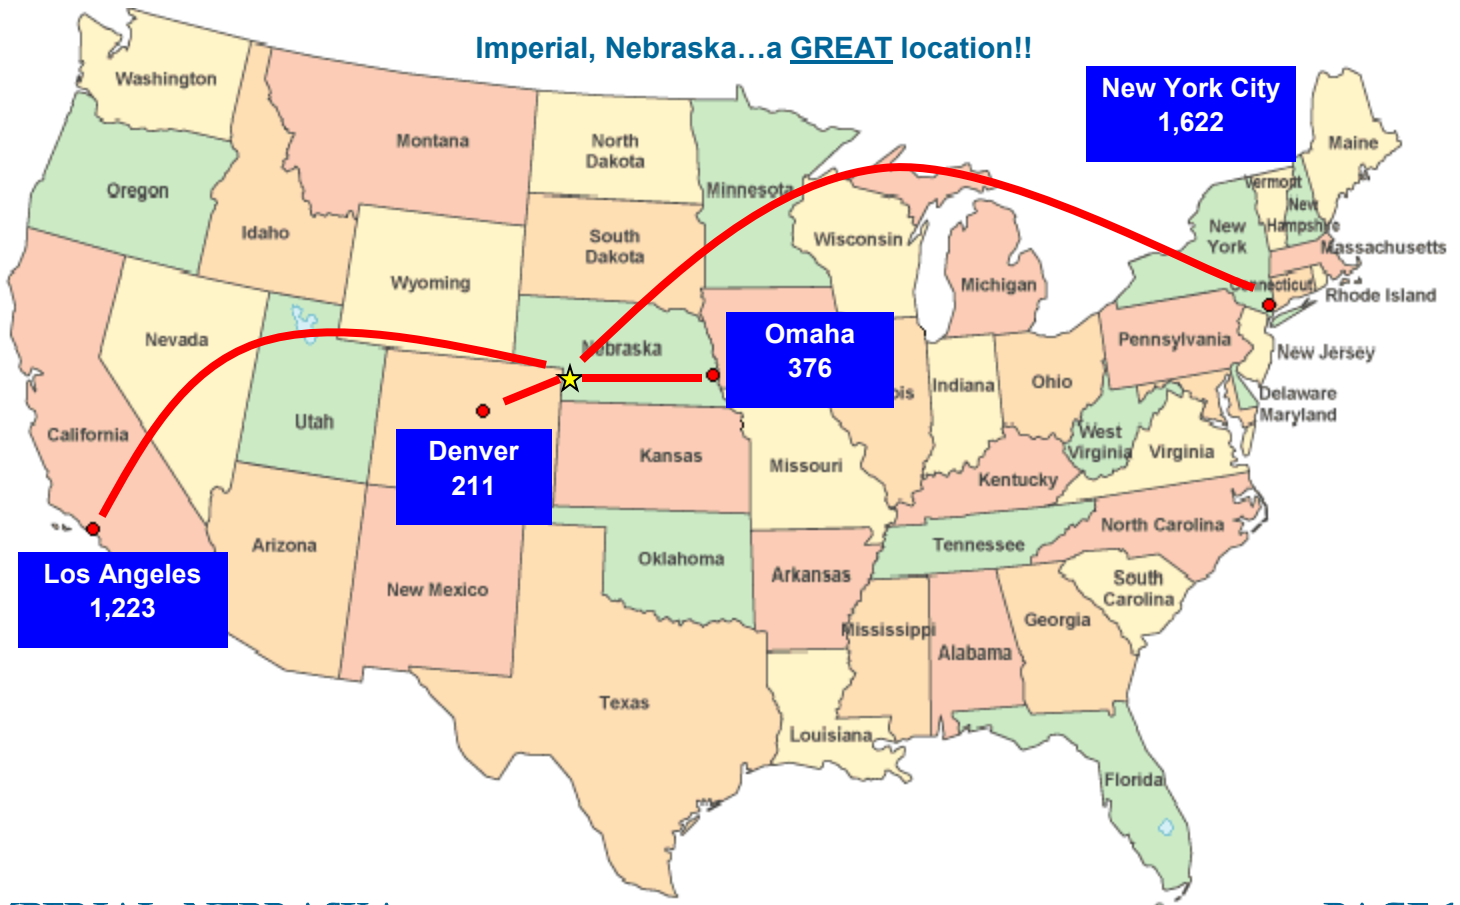 Imperial, Nebraska…a GREAT location!!
New York City
1,622
Washington
Montana
North
Dakota
Minnesota
Maine
Vermont
New
Hampshire
Oregon
Idaho
South
Dakota
Wisconsin
New
York
Massachusetts
Wyoming
Michigan
Connecticut
Rhode Island
Nevada
Nebraska
Omaha
376
Pennsylvania
New Jersey
Utah
Indiana
Ohio
Delaware
Maryland
California
Denver
211
Kansas
Missouri
West
Virginia
Virginia
Kentucky
Los Angeles
1,223
Arizona
New Mexico
Oklahoma
Arkansas
Tennessee
North Carolina
South
Carolina
Mississippi
Alabama
Georgia
Texas
Louisiana
Florida